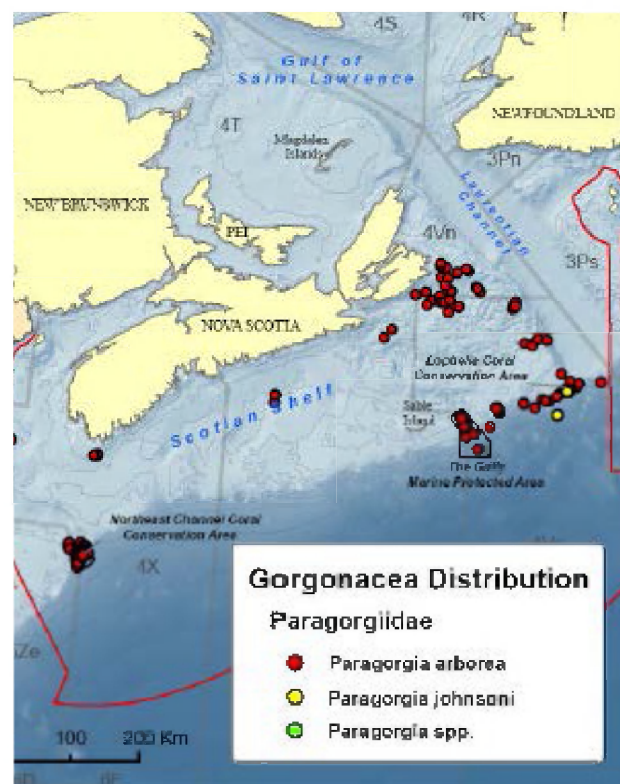 4S
4R
Gulf of
Saint Lawrence
NEWFOUNDLAND
4T
Magdalen
Islands
3Pn
Laurentian
Channel
NEW BRUNSWICK
PEI
4Vn
3Ps
NOVA SCOTIA
Lophelia Coral
Conservation Area
Scotian Shelf
Sable
Island
The Gully
Marine Protected Area
Northeast Channel Coral
Conservation Area
4X
Gorgonacea Distribution
Paragorgiidae
Paragorgia arborea
Paragorgia johnsoni
Paragorgia spp.
100 200 Km